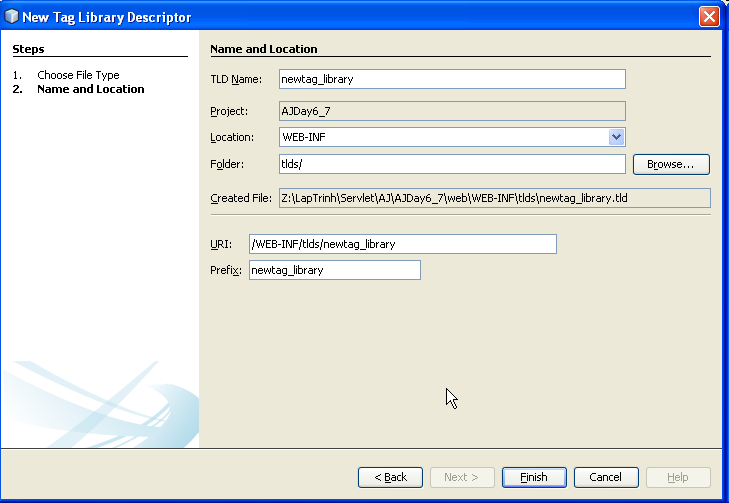 New Tag Library Descriptor
Steps
1. Choose File Type
2. Name and Location
Name and Location
TLD Name: newtag_library
Project: AJDay6_7
Location: WEB-INF
Folder: tlds/ Browse...
Created File: Z:\LapTrinh\Servlet\AJ\AJDay6_7\web\WEB-INF\tlds\newtag_library.tld
URI: /WEB-INF/tlds/newtag_library
Prefix: newtag_library
< Back Next > Finish Cancel Help